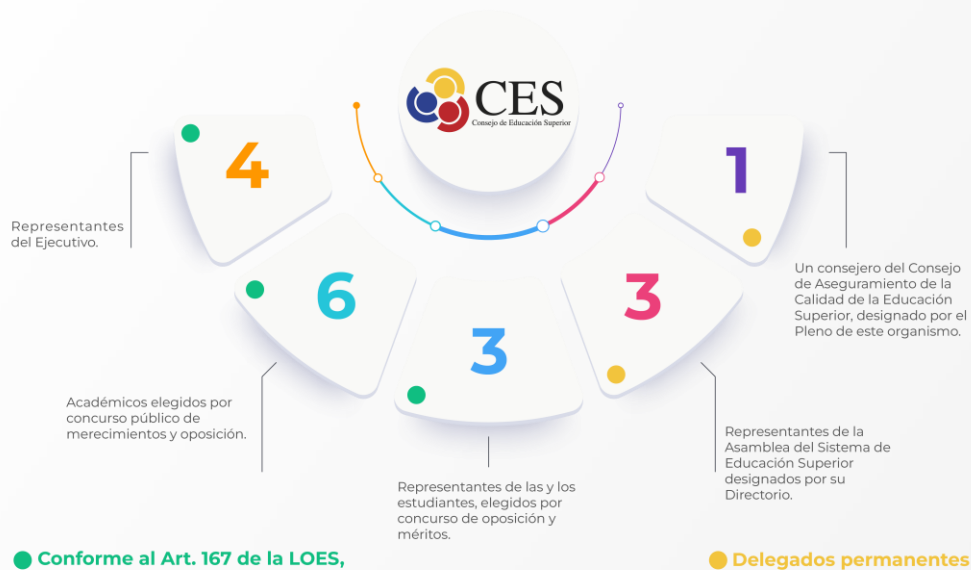 CES
Consejo de Educación Superior
4
Representantes
del Ejecutivo.
6
Académicos elegidos por
concurso público de
merecimientos y oposición.
3
Representantes de las y los
estudiantes, elegidos por
concurso de oposición y
méritos.
3
Representantes de la
Asamblea del Sistema de
Educación Superior
designados por su
Directorio.
1
Un consejero del Consejo
de Aseguramiento de la
Calidad de la Educación
Superior, designado por el
Pleno de este organismo.
Conforme al Art. 167 de la LOES,
Delegados permanentes